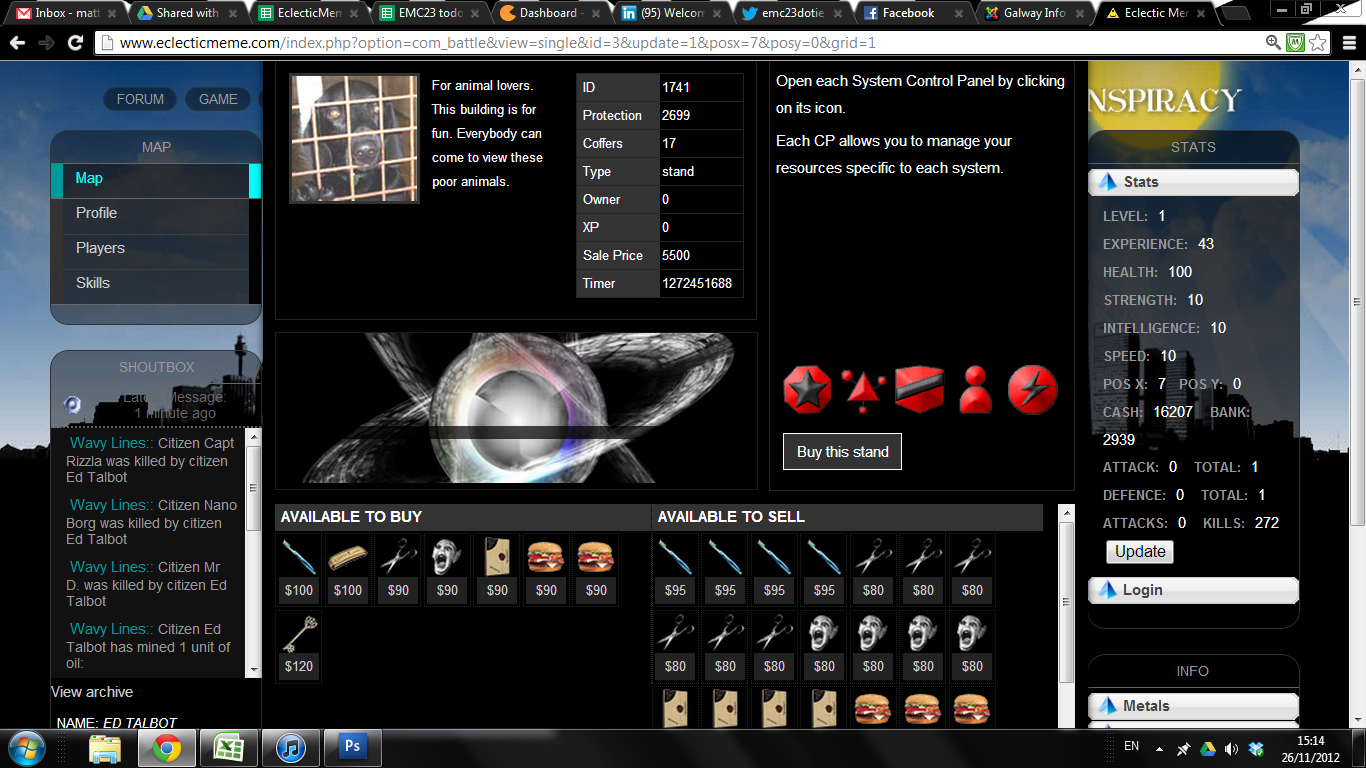 Inbox - matt
Shared with
EclecticMem
EMC23 todo
Dashboard -
(95) Welcom
emc23dotie
Facebook
Galway Info
Eclectic Mem
www.eclecticmeme.com/index.php?option=com_battle&view=single&id=3&update=1&posx=7&posy=0&grid=1
FORUM
GAME
MAP
Map
Profile
Players
Skills
SHOUTBOX
Latest Message:
1 minute ago
Wavy Lines:: Citizen Capt
Rizzla was killed by citizen
Ed Talbot
Wavy Lines:: Citizen Nano
Borg was killed by citizen
Ed Talbot
Wavy Lines:: Citizen Mr
D. was killed by citizen Ed
Talbot
Wavy Lines:: Citizen Ed
Talbot has mined 1 unit of
oil:
View archive
NAME: ED TALBOT
For animal lovers.
This building is for
fun. Everybody can
come to view these
poor animals.
ID 1741
Protection 2699
Coffers 17
Type stand
Owner 0
XP 0
Sale Price 5500
Timer 1272451688
Open each System Control Panel by clicking
on its icon.
Each CP allows you to manage your
resources specific to each system.
Buy this stand
AVAILABLE TO BUY
$100 $100 $90 $90 $90 $90 $90
$120
AVAILABLE TO SELL
$95 $95 $95 $95 $80 $80 $80
$80 $80 $80 $80 $80 $80 $80
NSPIRACY
STATS
Stats
LEVEL: 1
EXPERIENCE: 43
HEALTH: 100
STRENGTH: 10
INTELLIGENCE: 10
SPEED: 10
POS X: 7 POS Y: 0
CASH: 16207 BANK:
2939
ATTACK: 0 TOTAL: 1
DEFENCE: 0 TOTAL: 1
ATTACKS: 0 KILLS: 272
Update
Login
INFO
Metals
Ps
EN
15:14
26/11/2012